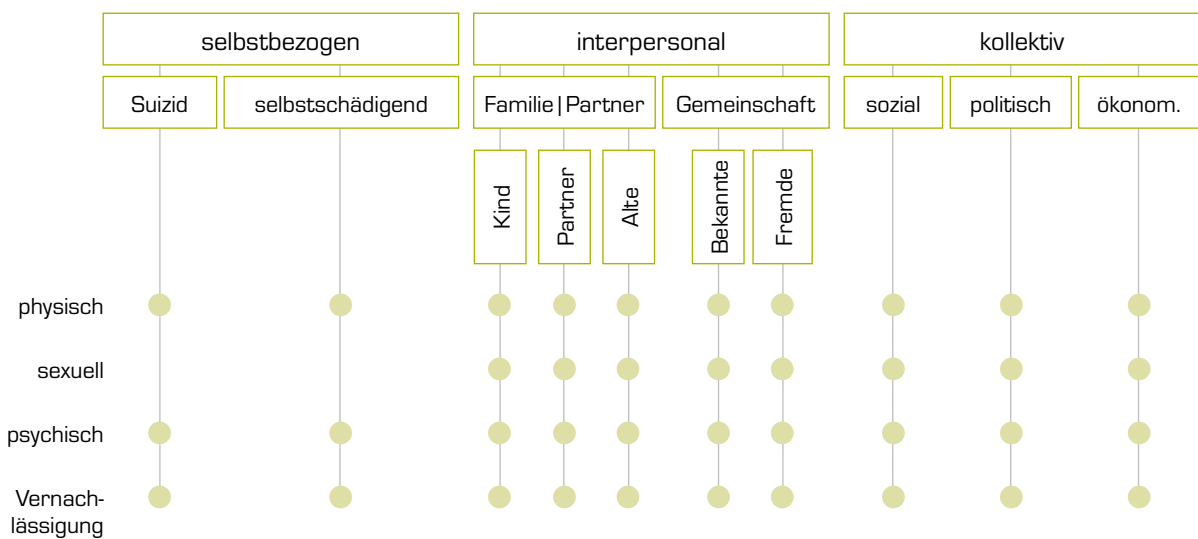 selbstbezogen
interpersonal
kollektiv
Suizid
selbstschädigend
Familie|Partner
Gemeinschaft
sozial
politisch
ökonom.
Kind
Partner
Alte
Bekannte
Fremde
physisch
sexuell
psychisch
Vernach-
lässigung